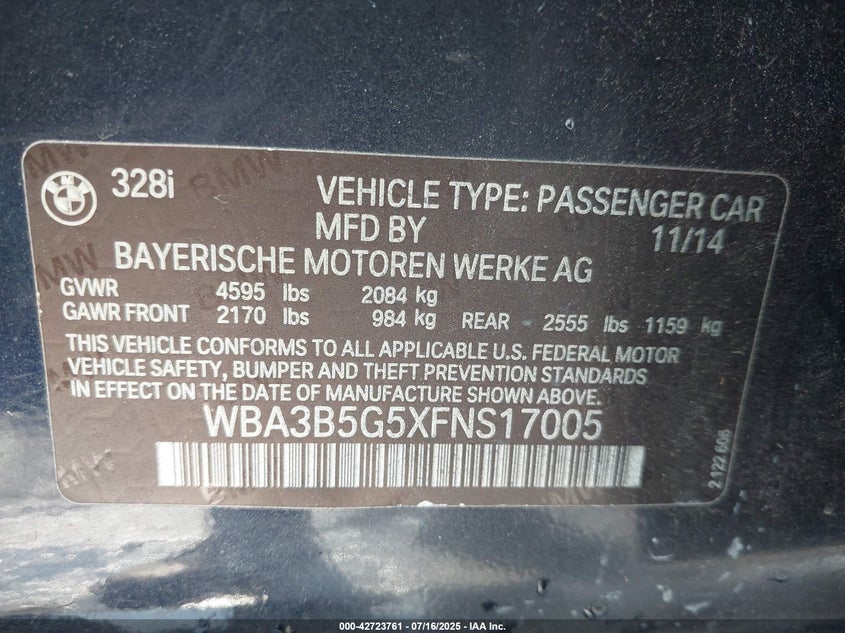 328i
VEHICLE TYPE: PASSENGER CAR
MFD BY 11/14
BAYERISCHE MOTOREN WERKE AG
GVWR 4595 lbs 2084 kg
GAWR FRONT 2170 lbs 984 kg REAR - 2555 lbs 1159 kg
THIS VEHICLE CONFORMS TO ALL APPLICABLE U.S. FEDERAL MOTOR
VEHICLE SAFETY, BUMPER AND THEFT PREVENTION STANDARDS
IN EFFECT ON THE DATE OF MANUFACTURE SHOWN ABOVE.
WBA3B5G5XFNS17005
BMW
000-42723761 - 07/16/2025 - IAA Inc.